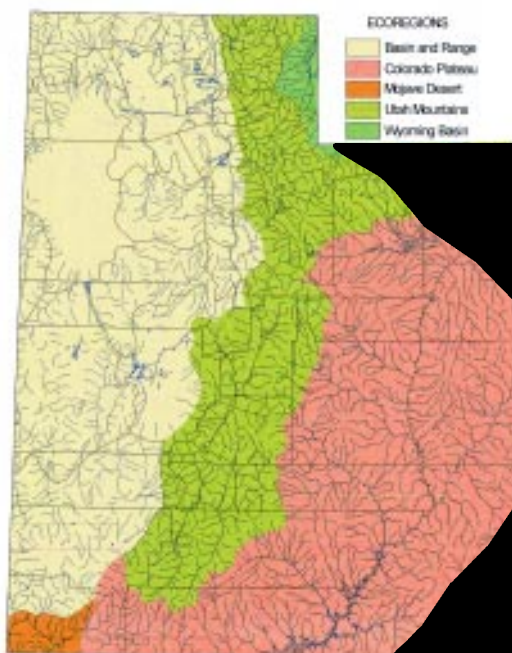 ECOREGIONS
Basin and Range
Colorado Plateau
Mojave Desert
Utah Mountains
Wyoming Basin